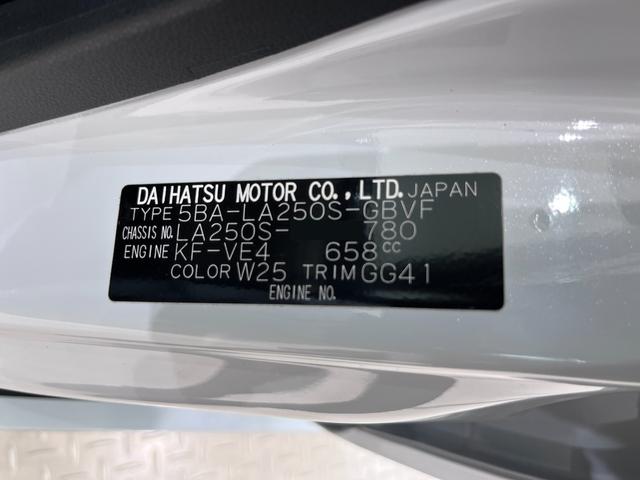 DAIHATSU MOTOR CO., LTD. JAPAN
TYPE 5BA-LA250S-GBVF
CHASSIS NO. LA250S- 780
ENGINE KF-VE4 658cc
COLOR W25 TRIM GG41
ENGINE NO.